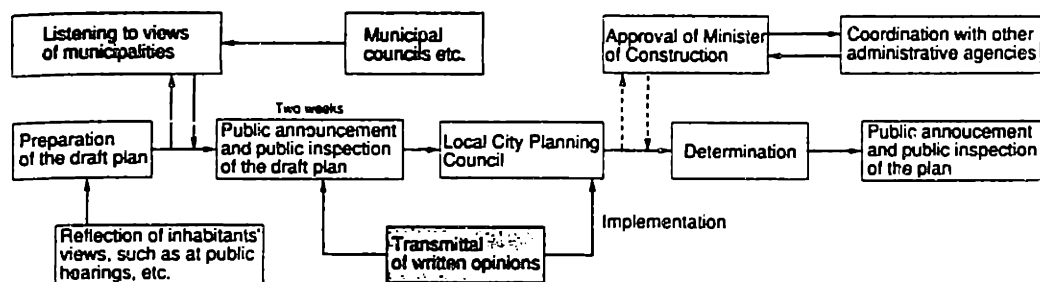 Listening to views
of municipalities
Municipal
councils etc.
Approval of Minister
of Construction
Coordination with other
administrative agencies
Two weeks
Preparation
of the draft plan
Public announcement
and public inspection
of the draft plan
Local City Planning
Council
Determination
Public annoucement
and public inspection
of the plan
Implementation
Reflection of inhabitants'
views, such as at public
hearings, etc.
Transmittal
of written opinions